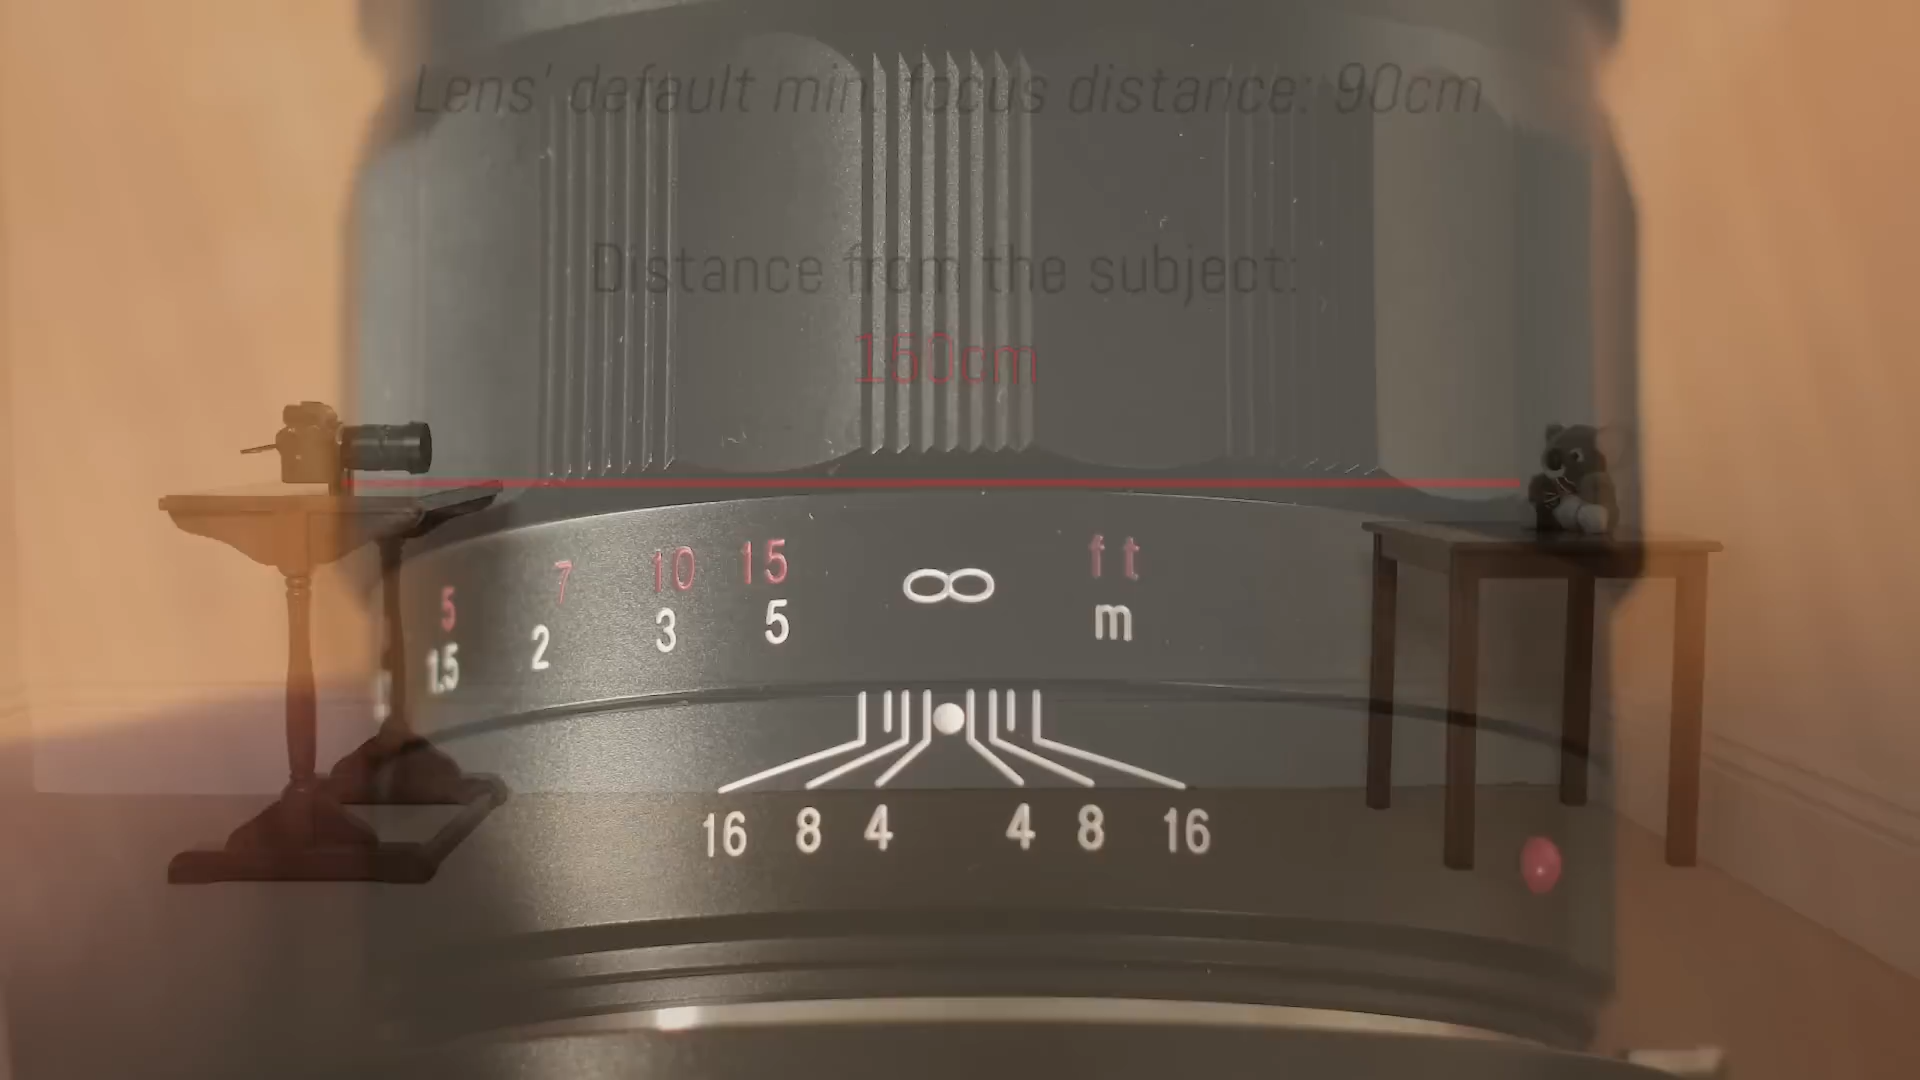 Lens' default min. focus distance: 90cm
Distance from the subject:
150cm
5 7 10 15 ft
1.5 2 3 5 ∞ m
16 8 4 4 8 16